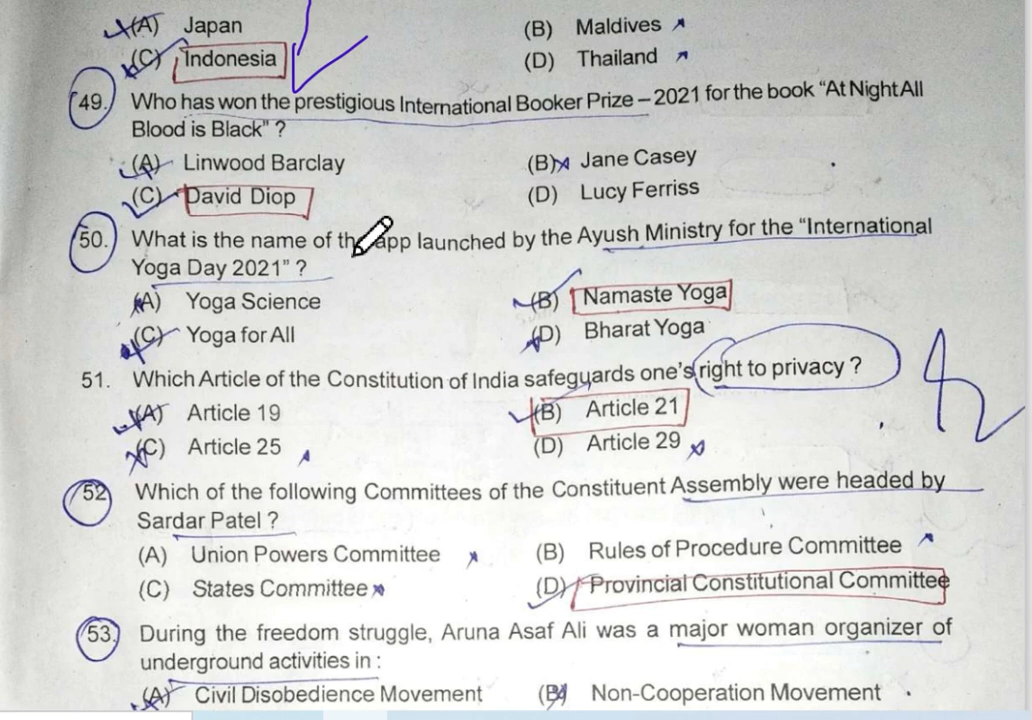 (A) Japan (B) Maldives
(C) Indonesia (D) Thailand
49. Who has won the prestigious International Booker Prize – 2021 for the book “At Night All
Blood is Black” ?
(A) Linwood Barclay (B) Jane Casey
(C) David Diop (D) Lucy Ferriss
50. What is the name of the app launched by the Ayush Ministry for the “International
Yoga Day 2021” ?
(A) Yoga Science (B) Namaste Yoga
(C) Yoga for All (D) Bharat Yoga
51. Which Article of the Constitution of India safeguards one’s right to privacy ?
(A) Article 19 (B) Article 21
(C) Article 25 (D) Article 29
52. Which of the following Committees of the Constituent Assembly were headed by
Sardar Patel ?
(A) Union Powers Committee (B) Rules of Procedure Committee
(C) States Committee (D) Provincial Constitutional Committee
53. During the freedom struggle, Aruna Asaf Ali was a major woman organizer of
underground activities in :
(A) Civil Disobedience Movement (B) Non-Cooperation Movement